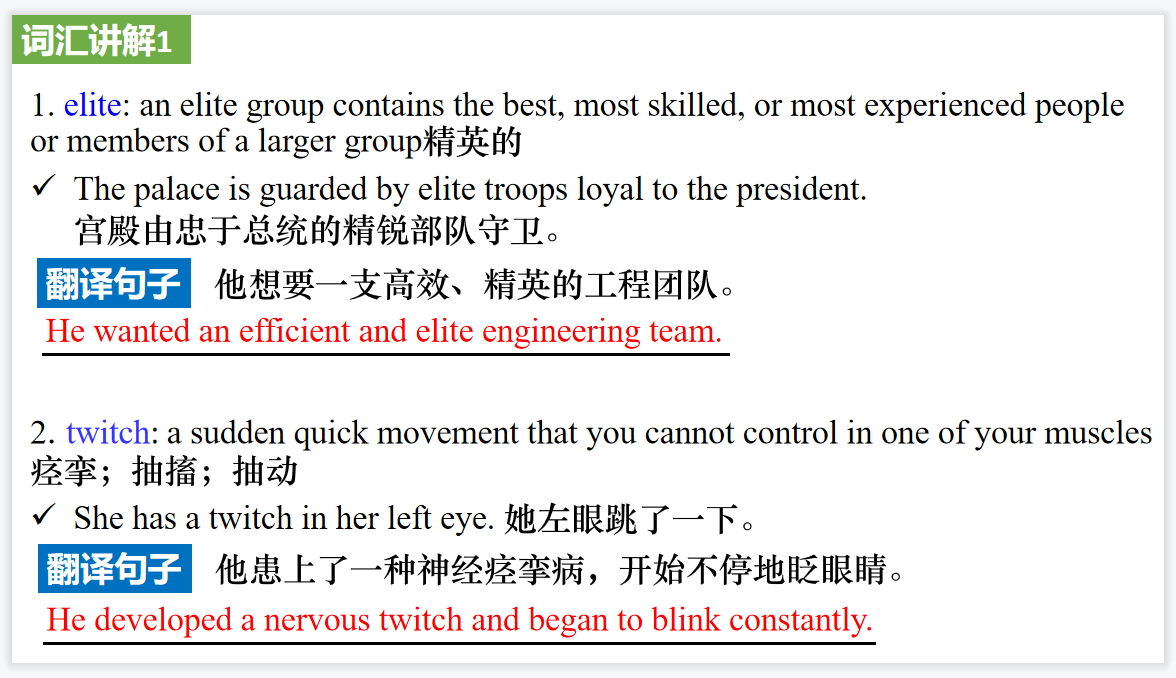 词汇讲解1
1. elite: an elite group contains the best, most skilled, or most experienced people
or members of a larger group精英的
✓ The palace is guarded by elite troops loyal to the president.
宫殿由忠于总统的精锐部队守卫。
翻译句子 他想要一支高效、精英的工程团队。
He wanted an efficient and elite engineering team.
2. twitch: a sudden quick movement that you cannot control in one of your muscles
痉挛；抽搐；抽动
✓ She has a twitch in her left eye. 她左眼跳了一下。
翻译句子 他患上了一种神经痉挛病，开始不停地眨眼睛。
He developed a nervous twitch and began to blink constantly.